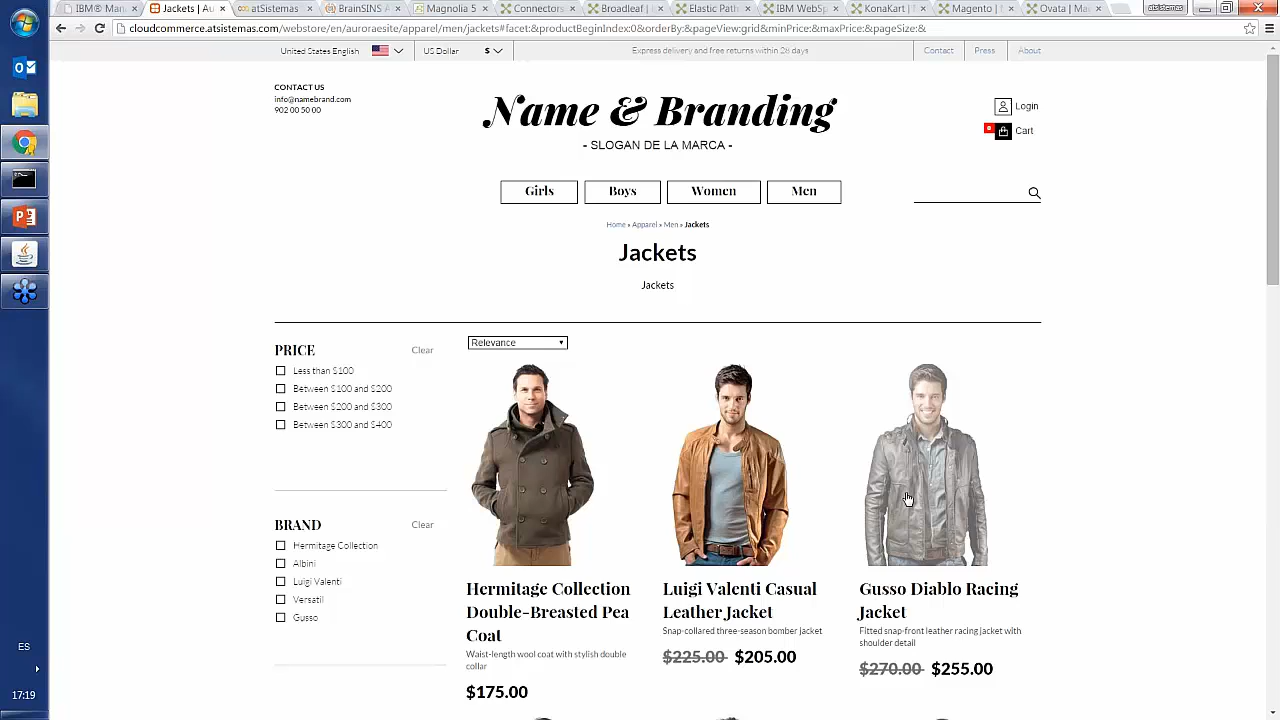 IBM® B Man
Jackets | Au
atSistemas
BrainSINS A
Magnolia 5
Connectors
Broadleaf |
Elastic Path
IBM WebSp
KonaKart |
Magento |
Ovata | Ma
atsistemas
cloudcommerce.atsistemas.com/webstore/en/auroraesite/apparel/men/jackets#facet:&productBeginIndex:0&orderBy:&pageView:grid&minPrice:&maxPrice:&pageSize:&
United States English
US Dollar $
Express delivery and free returns within 28 days
Contact
Press
About
CONTACT US
info@namebrand.com
902 00 50 00
Name & Branding
- SLOGAN DE LA MARCA -
Login
Cart
Girls
Boys
Women
Men
Home » Apparel » Men » Jackets
Jackets
Jackets
PRICE Clear
Less than $100
Between $100 and $200
Between $200 and $300
Between $300 and $400
BRAND Clear
Hermitage Collection
Albini
Luigi Valenti
Versatil
Gusso
Relevance
Hermitage Collection
Double-Breasted Pea
Coat
Waist-length wool coat with stylish double
collar
$175.00
Luigi Valenti Casual
Leather Jacket
Snap-collared three-season bomber jacket
$225.00 $205.00
Gusso Diablo Racing
Jacket
Fitted snap-front leather racing jacket with
shoulder detail
$270.00 $255.00
ES
17:19